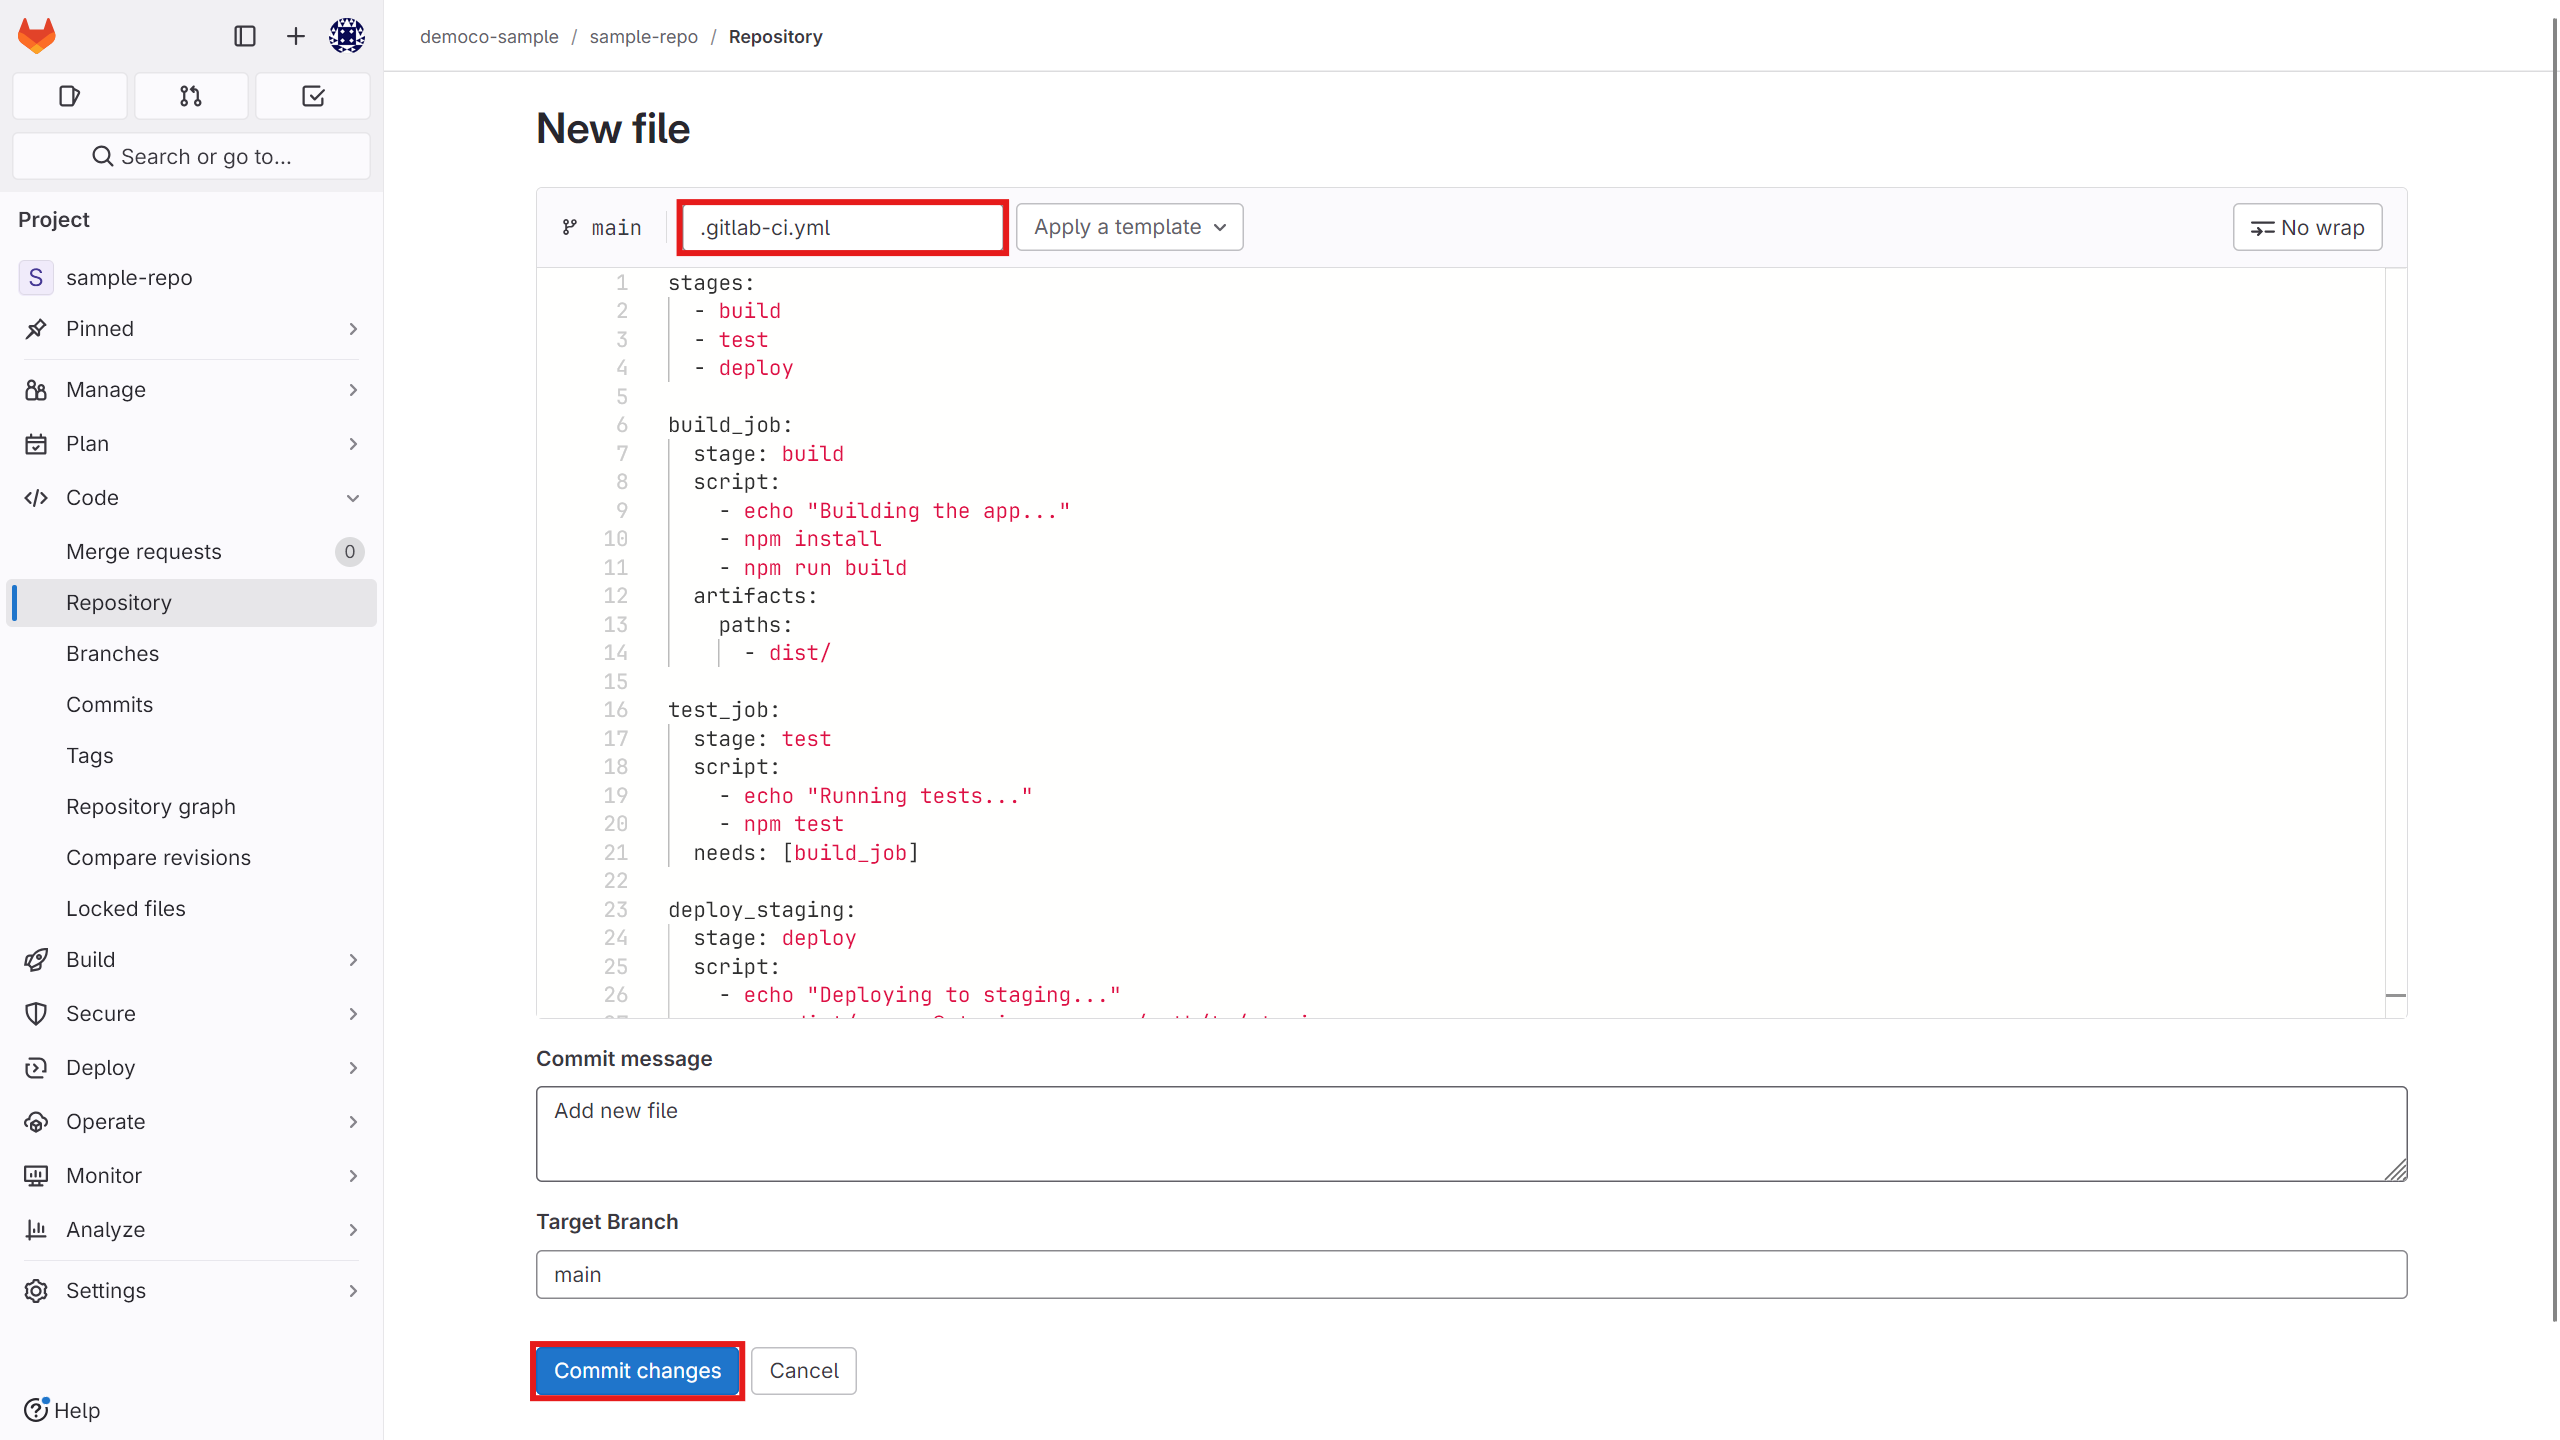 democo-sample / sample-repo / Repository
Search or go to...
Project
S sample-repo
Pinned
Manage
Plan
Code
Merge requests 0
Repository
Branches
Commits
Tags
Repository graph
Compare revisions
Locked files
Build
Secure
Deploy
Operate
Monitor
Analyze
Settings
Help
New file
main .gitlab-ci.yml Apply a template No wrap
1 stages:
2 - build
3 - test
4 - deploy
5
6 build_job:
7 stage: build
8 script:
9 - echo "Building the app..."
10 - npm install
11 - npm run build
12 artifacts:
13 paths:
14 - dist/
15
16 test_job:
17 stage: test
18 script:
19 - echo "Running tests..."
20 - npm test
21 needs: [build_job]
22
23 deploy_staging:
24 stage: deploy
25 script:
26 - echo "Deploying to staging..."
Commit message
Add new file
Target Branch
main
Commit changes Cancel